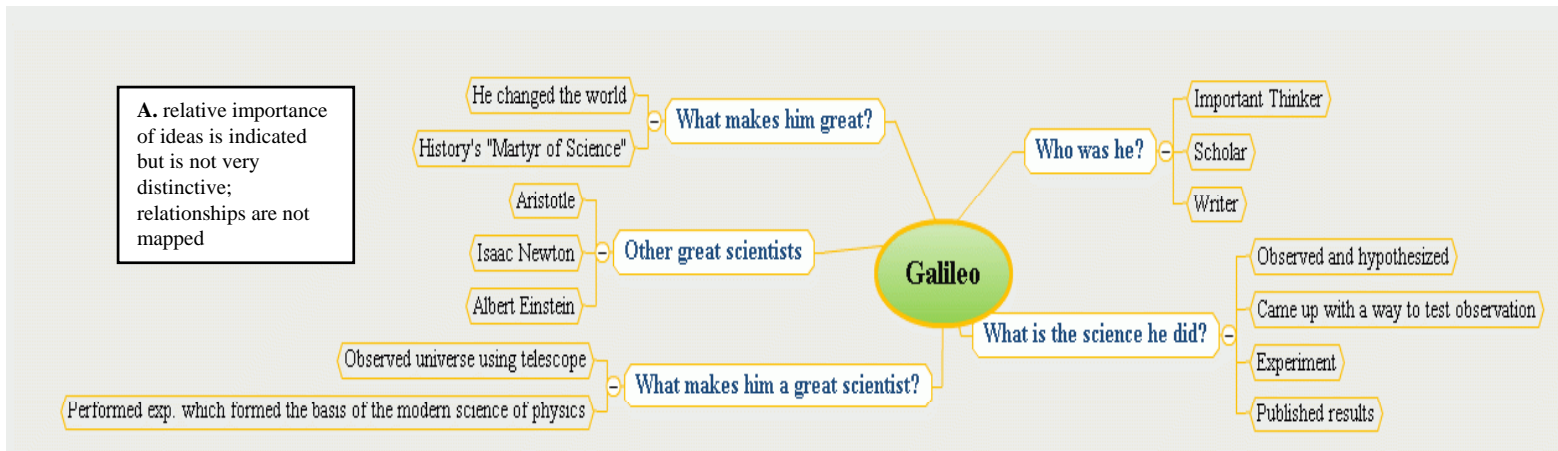 A. relative importance
of ideas is indicated
but is not very
distinctive;
relationships are not
mapped
What makes him great?
He changed the world
History's "Martyr of Science"
Other great scientists
Aristotle
Isaac Newton
Albert Einstein
What makes him a great scientist?
Observed universe using telescope
Performed exp. which formed the basis of the modern science of physics
Galileo
Who was he?
Important Thinker
Scholar
Writer
What is the science he did?
Observed and hypothesized
Came up with a way to test observation
Experiment
Published results